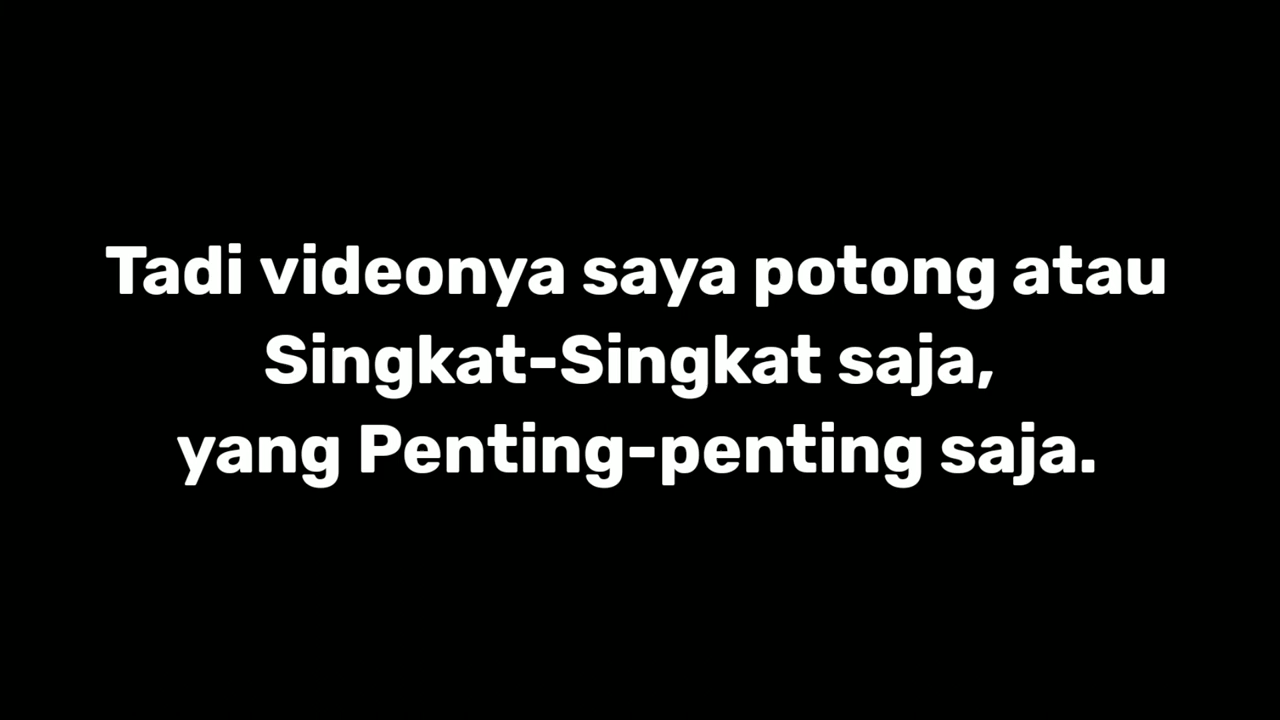 Tadi videonya saya potong atau
Singkat-Singkat saja,
yang Penting-penting saja.